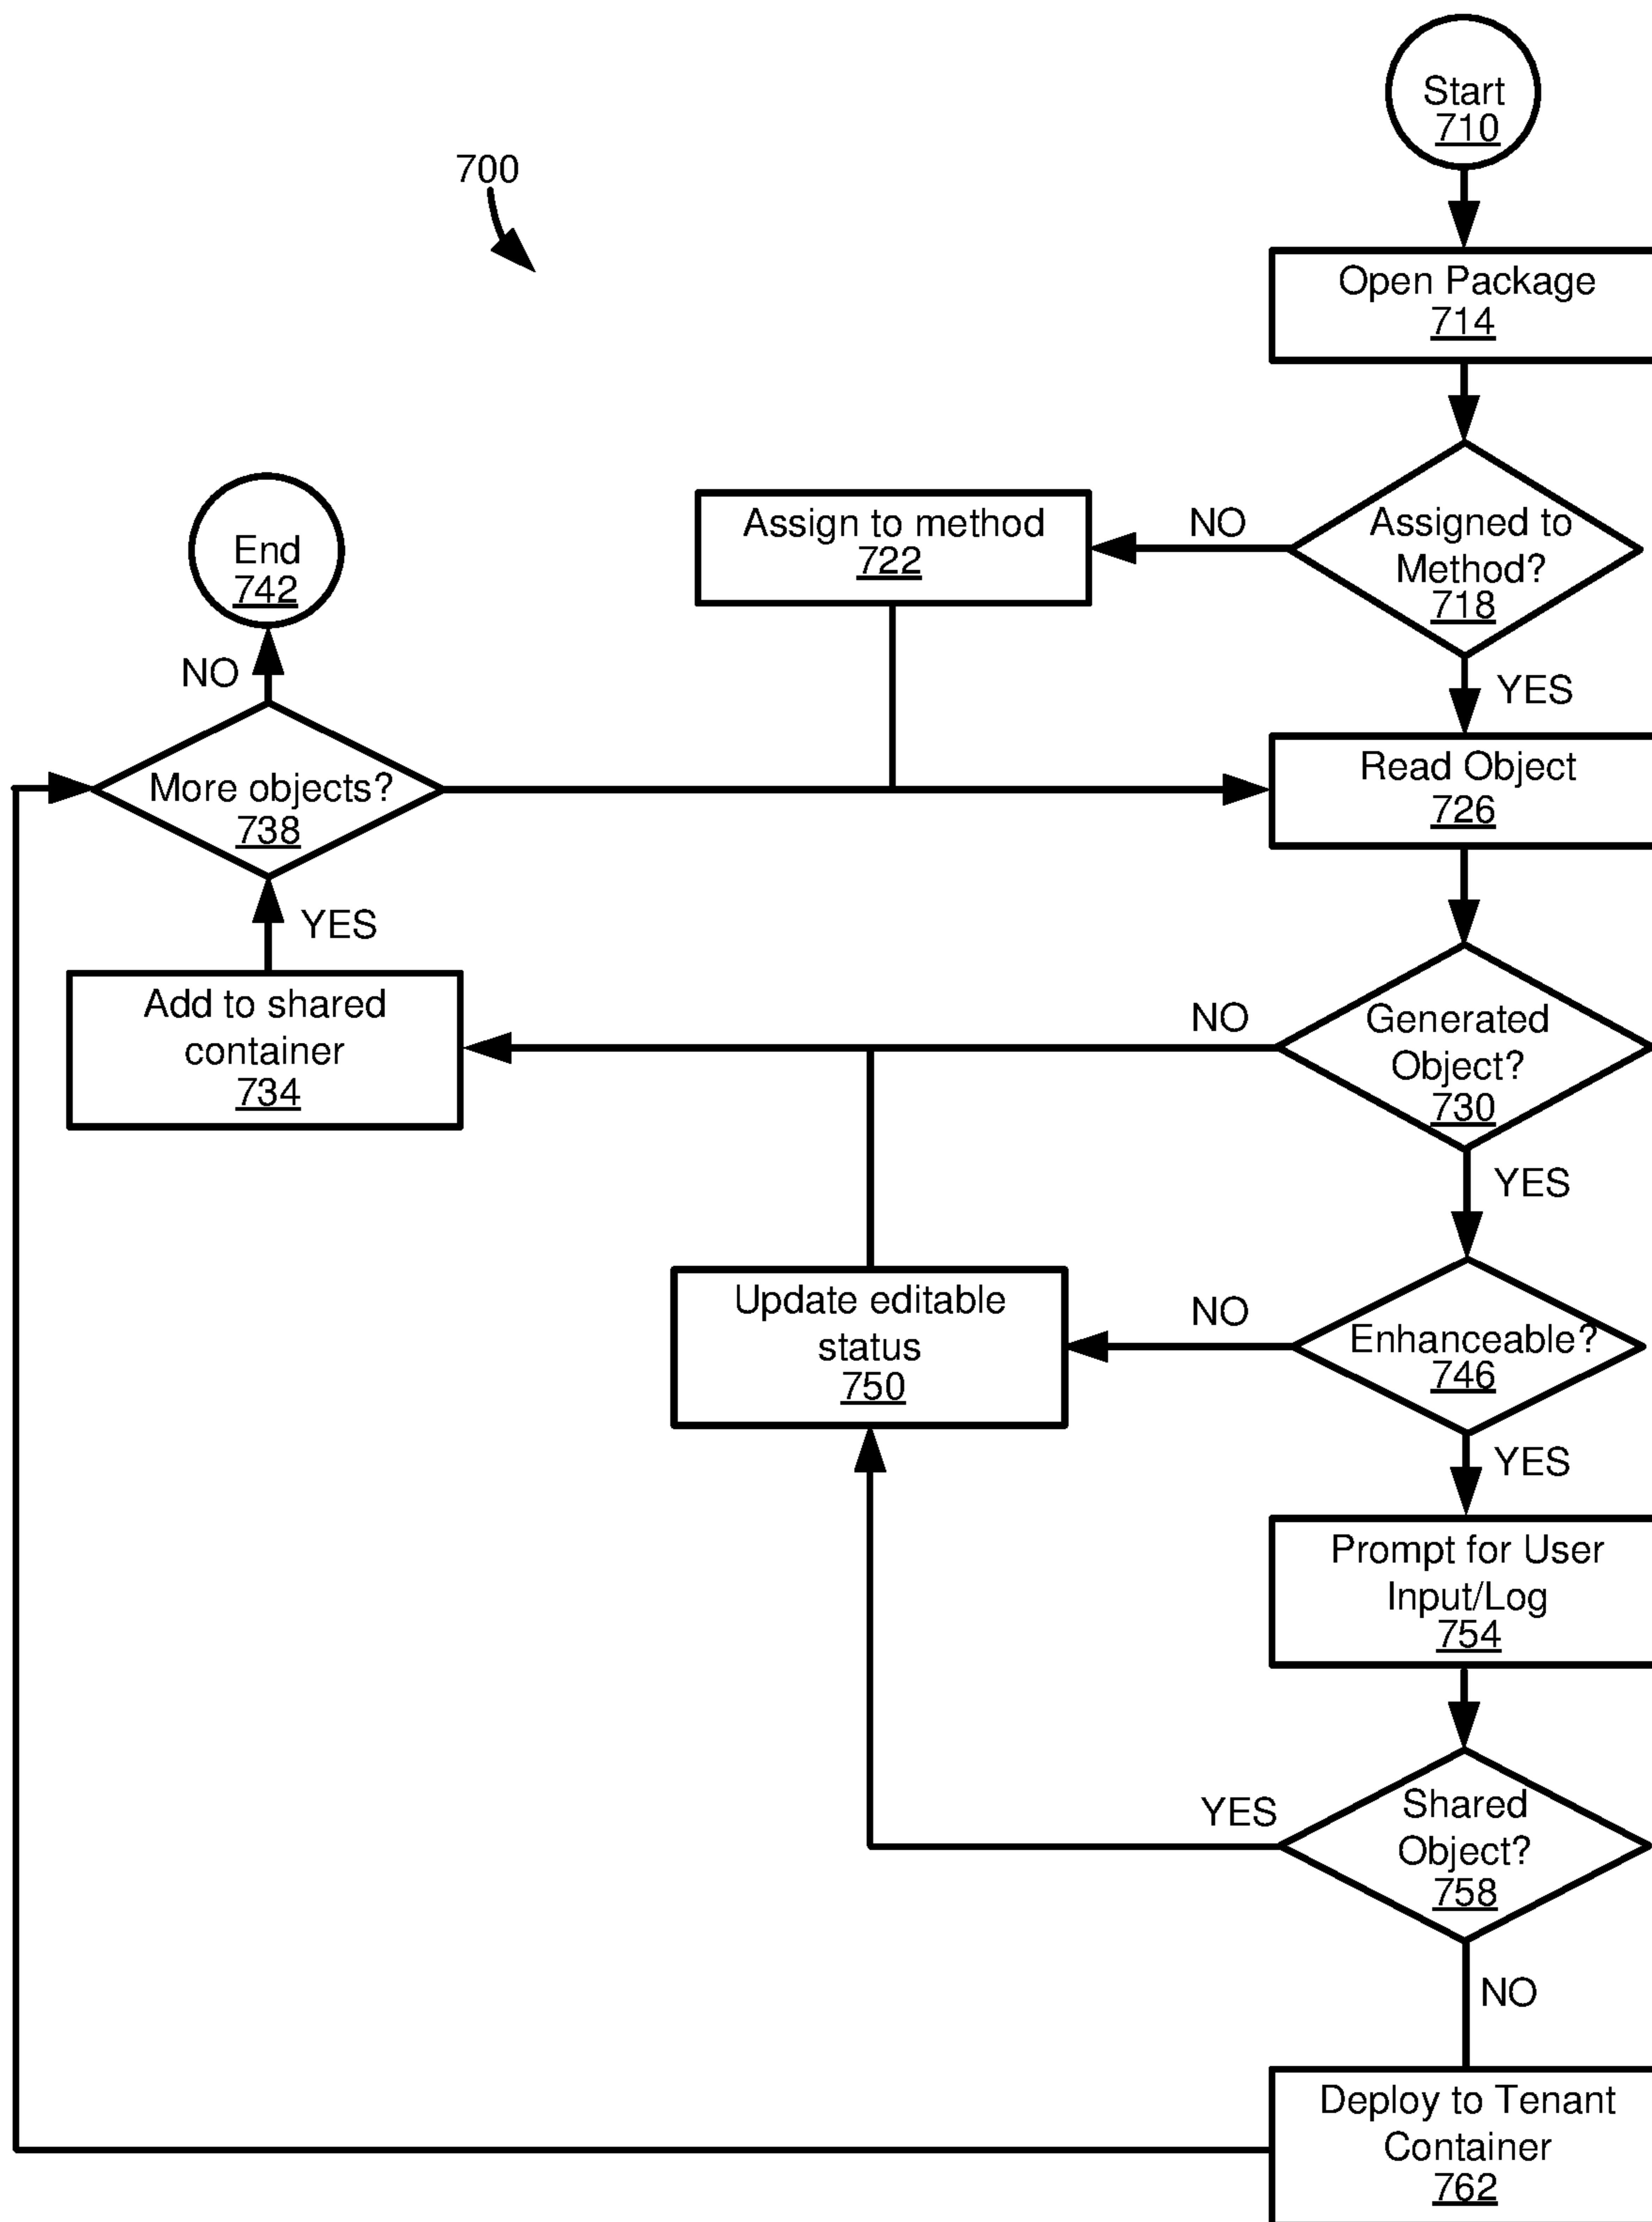 Start
710
700
Open Package
714
Assigned to
Method?
718
NO
YES
Assign to method
722
End
742
NO
More objects?
738
YES
Read Object
726
Add to shared
container
734
NO
Generated
Object?
730
YES
Update editable
status
750
NO
Enhanceable?
746
YES
Prompt for User
Input/Log
754
YES
Shared
Object?
758
NO
Deploy to Tenant
Container
762